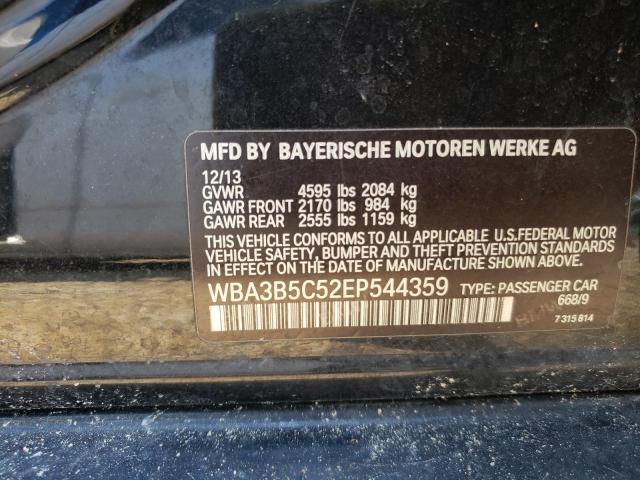 MFD BY BAYERISCHE MOTOREN WERKE AG
12/13
GVWR 4595 lbs 2084 kg
GAWR FRONT 2170 lbs 984 kg
GAWR REAR 2555 lbs 1159 kg
THIS VEHICLE CONFORMS TO ALL APPLICABLE U.S.FEDERAL MOTOR
VEHICLE SAFETY, BUMPER AND THEFT PREVENTION STANDARDS
IN EFFECT ON THE DATE OF MANUFACTURE SHOWN ABOVE.
WBA3B5C52EP544359 TYPE: PASSENGER CAR
668/9
BMW
7315814